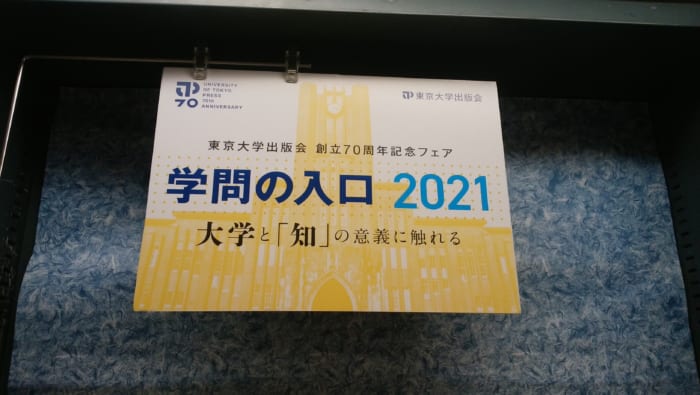 UNIVERSITY
OF TOKYO
PRESS
70TH
ANNIVERSARY
70
東京大学出版会
東京大学出版会 創立70周年記念フェア
学問の入口 2021
大学と「知」の意義に触れる